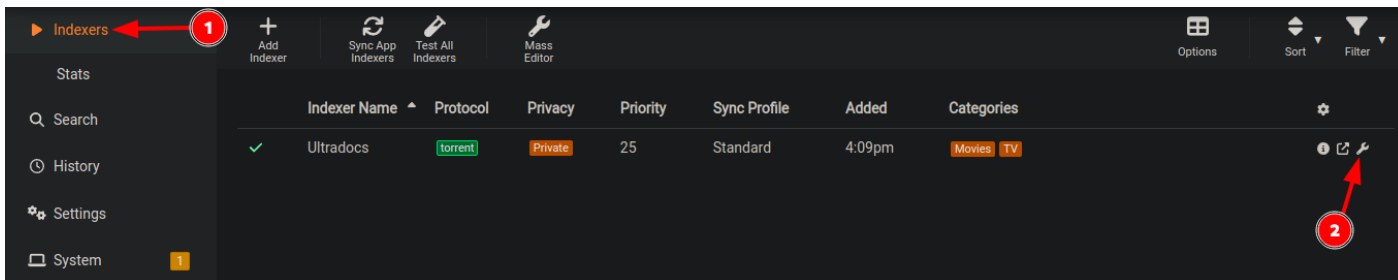 Indexers
1
Stats
Search
History
Settings
System 1
Add
Indexer
Sync App
Indexers
Test All
Indexers
Mass
Editor
Options
Sort
Filter
Indexer Name Protocol Privacy Priority Sync Profile Added Categories
Ultradocs torrent Private 25 Standard 4:09pm Movies TV
2